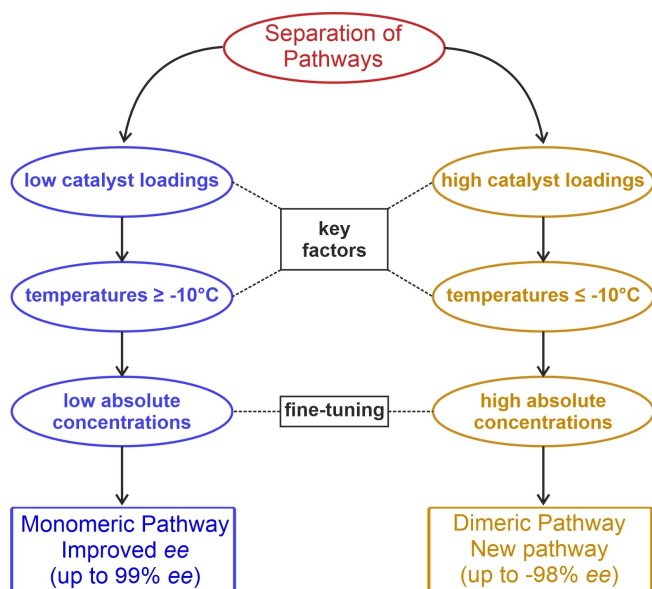 Separation of
Pathways
low catalyst loadings
high catalyst loadings
key
factors
temperatures ≥ -10°C
temperatures ≤ -10°C
low absolute
concentrations
fine-tuning
high absolute
concentrations
Monomeric Pathway
Improved ee
(up to 99% ee)
Dimeric Pathway
New pathway
(up to -98% ee)